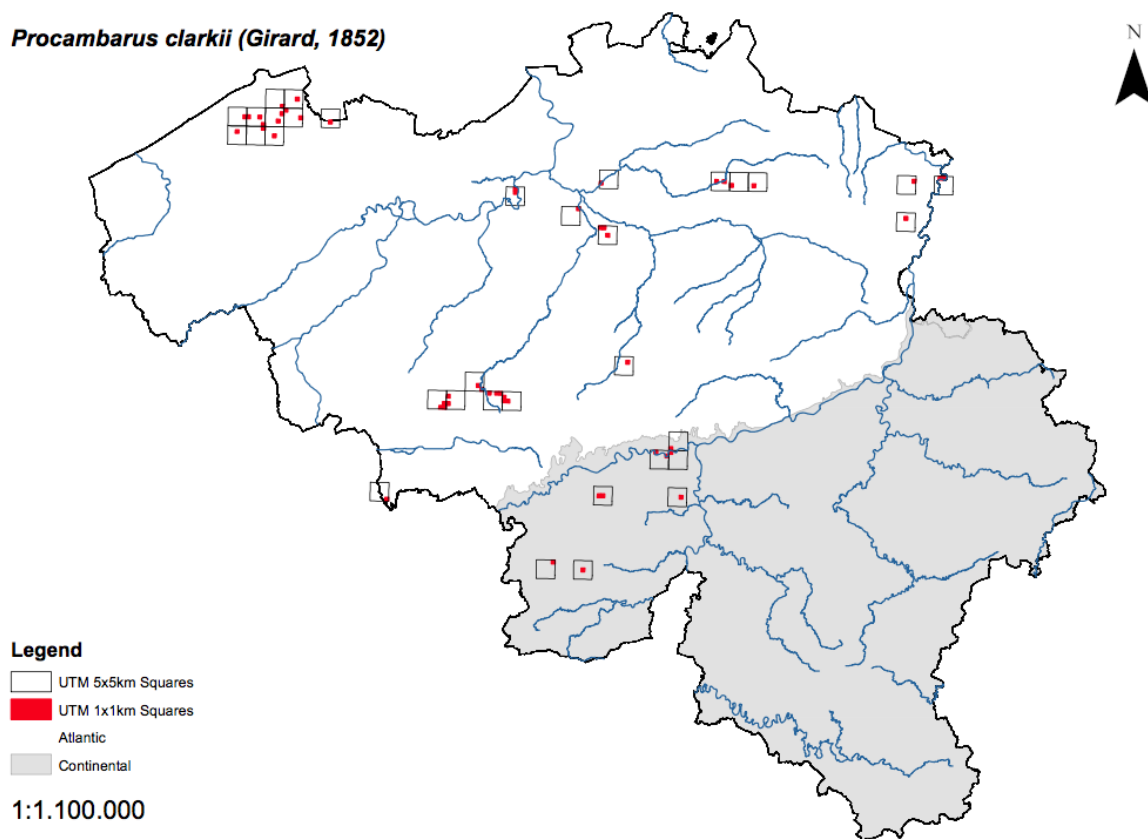 Procambarus clarkii (Girard, 1852)
N
Legend
UTM 5x5km Squares
UTM 1x1km Squares
Atlantic
Continental
1:1.100.000